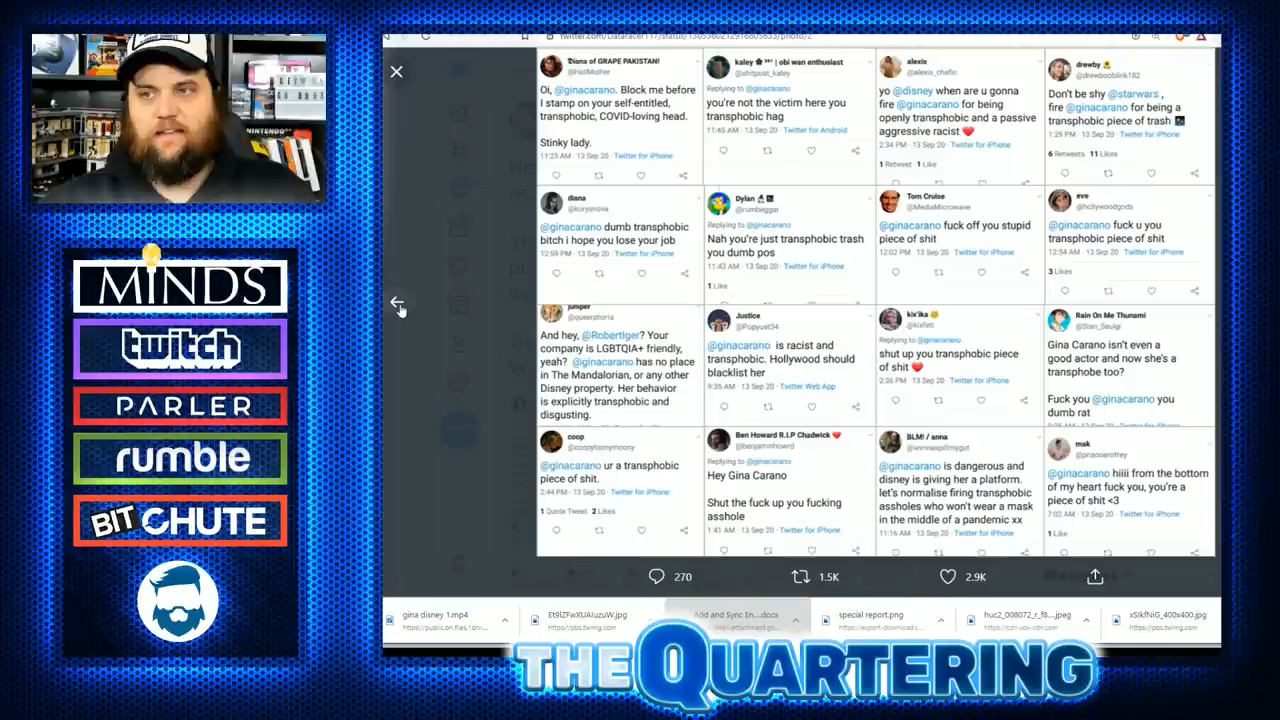 MINDS
twitch
PARLER
rumble
BITCHUTE
NINTENDO
Diana of GRAPE PAKISTAN!
@HailMother
Oi, @ginacarano. Block me before
I stamp on your self-entitled,
transphobic, COVID-loving head.
Stinky lady.
11:25 AM · 13 Sep 20 · Twitter for iPhone
kaley | obi wan enthusiast
@shitpost_kaley
Replying to @ginacarano
you're not the victim here you
transphobic hag
11:45 AM · 13 Sep 20 · Twitter for Android
alexis
@alexis_chafin
yo @disney when are u gonna
fire @ginacarano for being
openly transphobic and a passive
aggressive racist ❤️
2:34 PM · 13 Sep 20 · Twitter for iPhone
1 Retweet 1 Like
drewby
@drewbooblink182
Don't be shy @starwars ,
fire @ginacarano for being a
transphobic piece of trash
1:29 PM · 13 Sep 20 · Twitter for iPhone
6 Retweets 11 Likes
diana
@korysnova
@ginacarano dumb transphobic
bitch i hope you lose your job
12:59 PM · 13 Sep 20 · Twitter for iPhone
Dylan
@rumbeggar
Replying to @ginacarano
Nah you're just transphobic trash
you dumb pos
11:43 AM · 13 Sep 20 · Twitter for iPhone
1 Like
Tom Cruise
@MediaMicrowave
@ginacarano fuck off you stupid
piece of shit
12:02 PM · 13 Sep 20 · Twitter for iPhone
eve
@hollywoodgods
@ginacarano fuck u you
transphobic piece of shit
12:54 AM · 13 Sep 20 · Twitter for iPhone
3 Likes
juniper
@queerphoria
And hey, @RobertIger? Your
company is LGBTQIA+ friendly,
yeah? @ginacarano has no place
in The Mandalorian, or any other
Disney property. Her behavior
is explicitly transphobic and
disgusting.
Justice
@Popyuet34
@ginacarano is racist and
transphobic. Hollywood should
blacklist her
9:35 AM · 13 Sep 20 · Twitter Web App
kix'ika
@kixfett
Replying to @ginacarano
shut up you transphobic piece
of shit ❤️
2:36 PM · 13 Sep 20 · Twitter for iPhone
Rain On Me Thunami
@Stan_Seulgi
Gina Carano isn't even a
good actor and now she's a
transphobe too?
Fuck you @ginacarano you
dumb rat
coop
@ginacarano ur a transphobic
piece of shit.
2:44 PM · 13 Sep 20 · Twitter for iPhone
1 Quote Tweet 2 Likes
Ben Howard R.I.P Chadwick ❤️
@benjaminhowrd
Replying to @ginacarano
Hey Gina Carano
Shut the fuck up you fucking
asshole
1:41 AM · 13 Sep 20 · Twitter for iPhone
BLM! / anna
@ginacarano is dangerous and
disney is giving her a platform.
let's normalise firing transphobic
assholes who won't wear a mask
in the middle of a pandemic xx
11:16 AM · 13 Sep 20 · Twitter for iPhone
mak
@prisonerofrey
@ginacarano hiiii from the bottom
of my heart fuck you, you're a
piece of shit <3
7:02 AM · 13 Sep 20 · Twitter for iPhone
1 Like
270
1.5K
2.9K
gina disney 1.mp4
Et9lZFwXUAIuzuW.jpg
https://pbs.twimg.com
Add and Sync En....docx
special report.png
huc2_008072_r_f8....jpeg
xSIkfNiG_400x400.jpg
https://pbs.twimg.com
THE QUARTERING